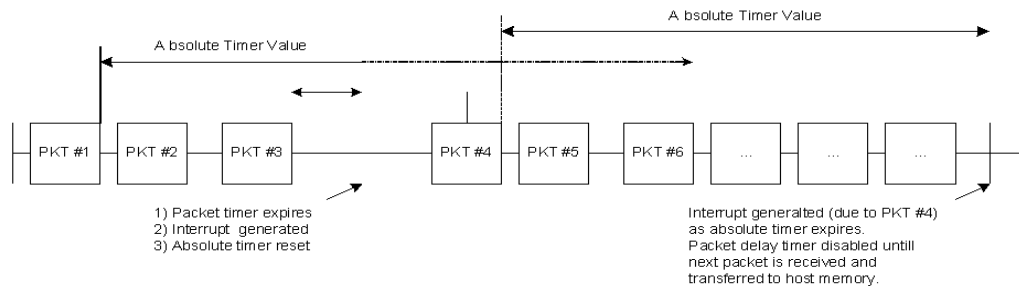 A bsolute Timer Value
A bsolute Timer Value
PKT #1
PKT #2
PKT #3
PKT #4
PKT #5
PKT #6
...
...
...
1) Packet timer expires
2) Interrupt generated
3) Absolute timer reset
Interrupt generalted (due to PKT #4)
as absolute timer expires.
Packet delay timer disabled untill
next packet is received and
transferred to host memory.